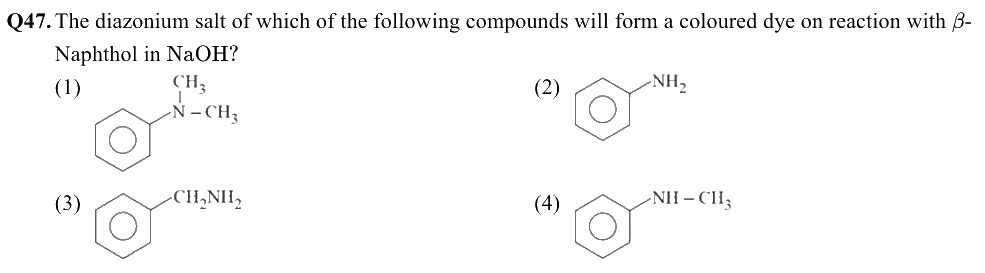 Q47. The diazonium salt of which of the following compounds will form a coloured dye on reaction with β-
Naphthol in NaOH?
(1)
CH₃
N – CH₃
(2)
NH₂
(3)
CH₂NH₂
(4)
NH – CH₃